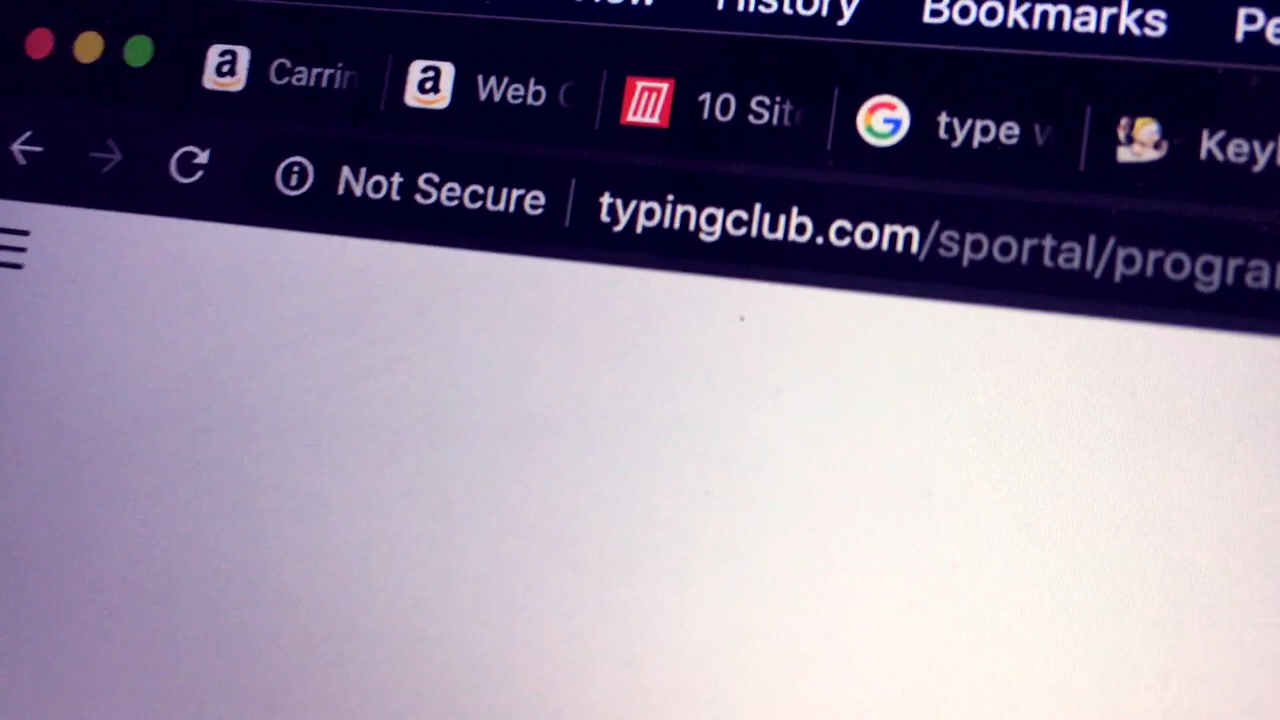 History Bookmarks
Carrin Web 10 Sit type w Key
Not Secure typingclub.com/sportal/progra